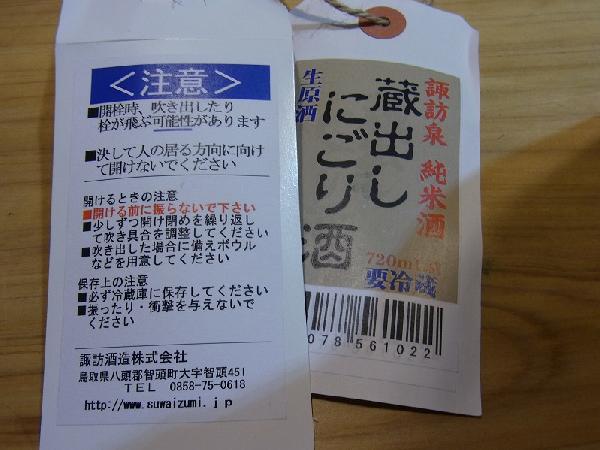 <注意>
■開栓時、吹き出したり
栓が飛ぶ可能性があります
■決して人の居る方向に向け
て開けないでください
開けるときの注意
■開ける前に振らないで下さい
■少しずつ開け閉めを繰り返し
て吹き具合を調整してください
■吹き出した場合に備えボウル
などを用意してください
保存上の注意
■必ず冷蔵庫に保存してください
■振ったり・衝撃を与えないで
ください
諏訪酒造株式会社
鳥取県八頭郡智頭町大字智頭451
TEL 0858-75-0618
http://www.suwaizumi.jp
諏訪泉 純米酒
蔵出し
にごり酒
生原酒
720ml
要冷蔵
078 561022